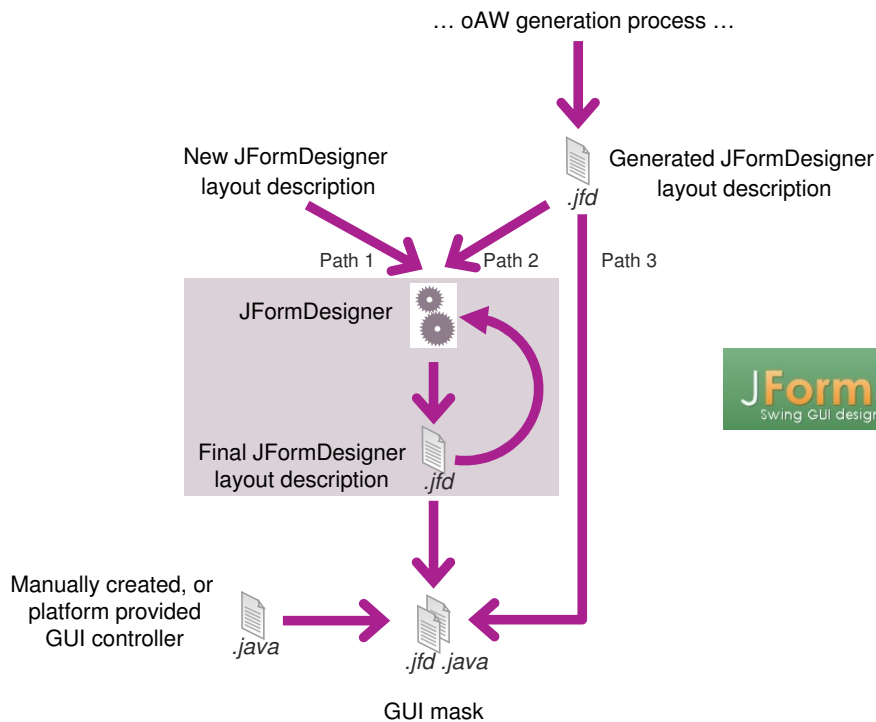 … oAW generation process …
New JFormDesigner
layout description
Generated JFormDesigner
layout description
.jfd
Path 1
Path 2
Path 3
JFormDesigner
JForm
Swing GUI design
Final JFormDesigner
layout description
.jfd
Manually created, or
platform provided
GUI controller
.java
.jfd .java
GUI mask